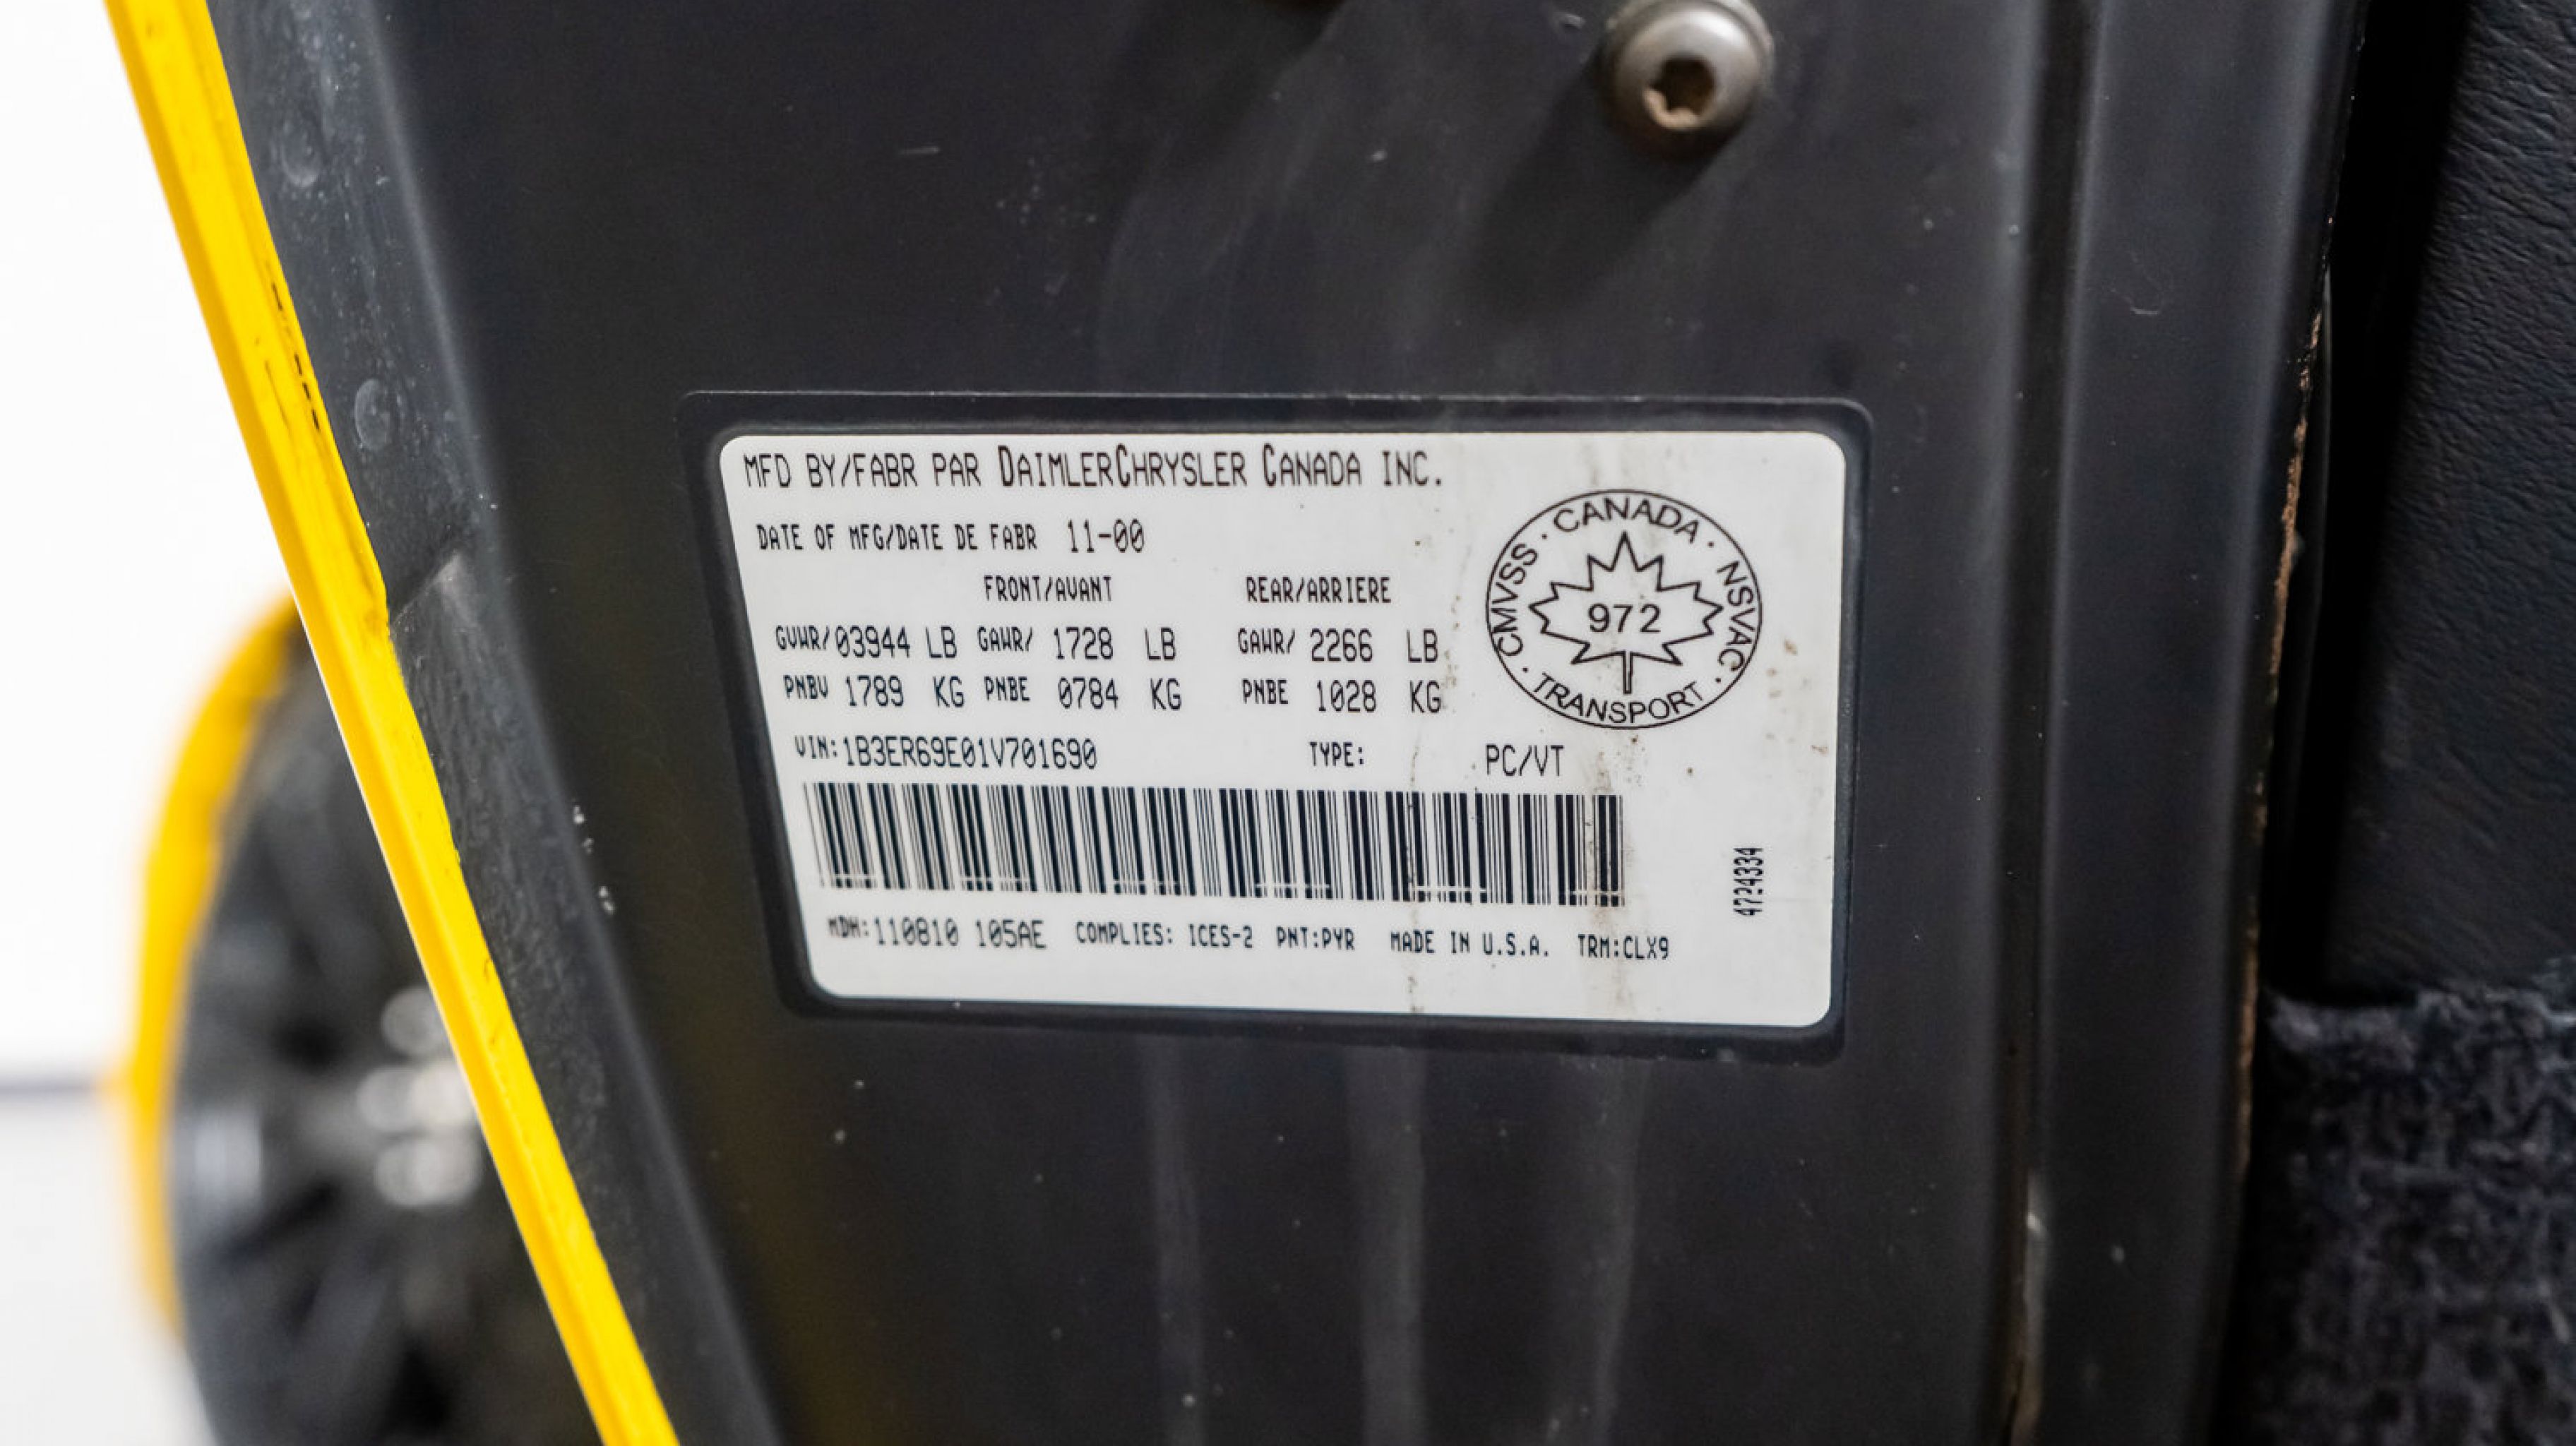 MFD BY/FABR PAR DAIMLERCHRYSLER CANADA INC.
DATE OF MFG/DATE DE FABR 11-00
FRONT/AVANT REAR/ARRIERE
GVWR/03944 LB GAWR/ 1728 LB GAWR/ 2266 LB
PNBV 1789 KG PNBE 0784 KG PNBE 1028 KG
VIN:1B3ER69E01V701690 TYPE: PC/VT
MDH:110810 105AE COMPLIES: ICES-2 PNT:PYR MADE IN U.S.A. TRM:CLX9
4724334
CMVSS · CANADA · NSVAC · TRANSPORT ·
972